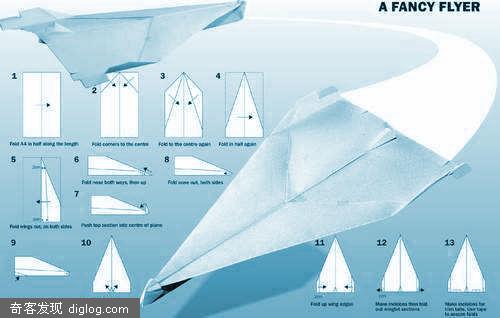 A FANCY FLYER
1
2
3
4
Fold A4 in half along the length
Fold corners to the centre
Fold to the centre again
Fold in half again
5
6
7
8
2cm
2cm
Fold wings out, on both sides
Fold nose both ways, then up
Push top section into centre of plane
Fold nose out, both sides
9
10
11
12
13
2cm
2cm
Fold up wing edges
Make incisions then fold
out winglet sections
Make incisions for
trim tabs. Use tape
to secure folds
奇客发现 diglog.com